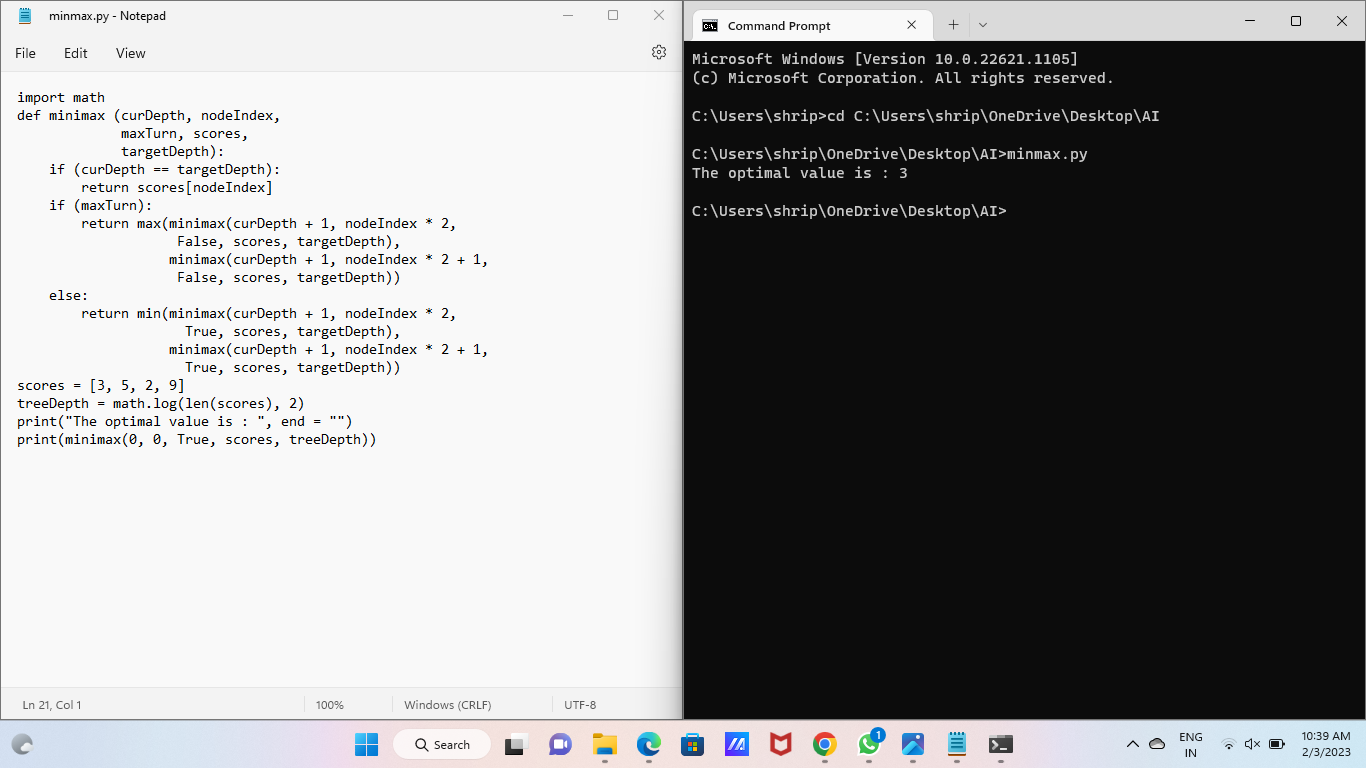 minmax.py - Notepad
File Edit View
import math
def minimax (curDepth, nodeIndex,
             maxTurn, scores,
             targetDepth):
    if (curDepth == targetDepth):
        return scores[nodeIndex]
    if (maxTurn):
        return max(minimax(curDepth + 1, nodeIndex * 2,
                    False, scores, targetDepth),
                   minimax(curDepth + 1, nodeIndex * 2 + 1,
                    False, scores, targetDepth))
    else:
        return min(minimax(curDepth + 1, nodeIndex * 2,
                     True, scores, targetDepth),
                   minimax(curDepth + 1, nodeIndex * 2 + 1,
                     True, scores, targetDepth))
scores = [3, 5, 2, 9]
treeDepth = math.log(len(scores), 2)
print("The optimal value is : ", end = "")
print(minimax(0, 0, True, scores, treeDepth))
Ln 21, Col 1 100% Windows (CRLF) UTF-8
Command Prompt
Microsoft Windows [Version 10.0.22621.1105]
(c) Microsoft Corporation. All rights reserved.
C:\Users\shrip>cd C:\Users\shrip\OneDrive\Desktop\AI
C:\Users\shrip\OneDrive\Desktop\AI>minmax.py
The optimal value is : 3
C:\Users\shrip\OneDrive\Desktop\AI>
Search
1
ENG
IN
10:39 AM
2/3/2023